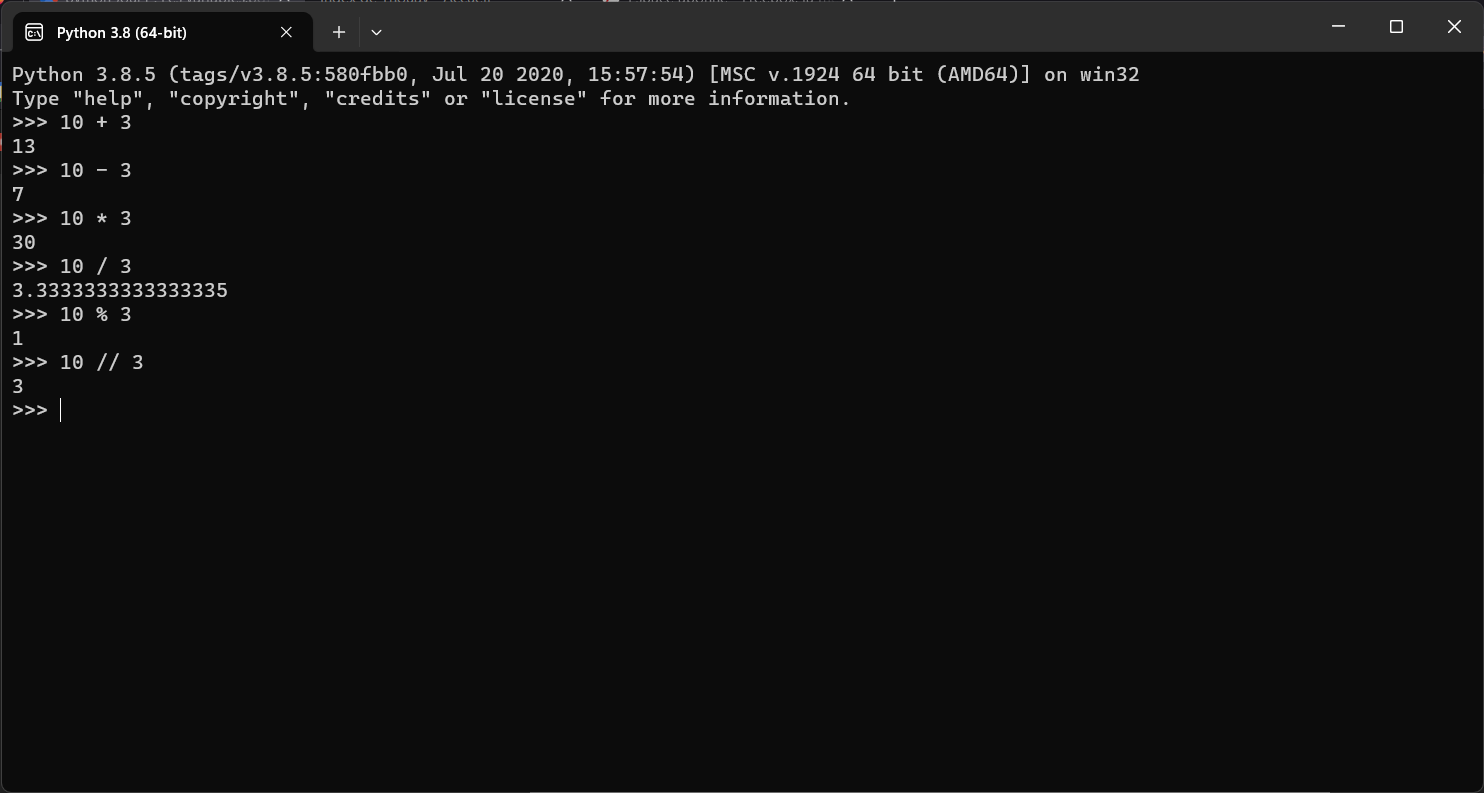 Python 3.8 (64-bit)
Python 3.8.5 (tags/v3.8.5:580fbb0, Jul 20 2020, 15:57:54) [MSC v.1924 64 bit (AMD64)] on win32
Type "help", "copyright", "credits" or "license" for more information.
>>> 10 + 3
13
>>> 10 - 3
7
>>> 10 * 3
30
>>> 10 / 3
3.3333333333333335
>>> 10 % 3
1
>>> 10 // 3
3
>>>